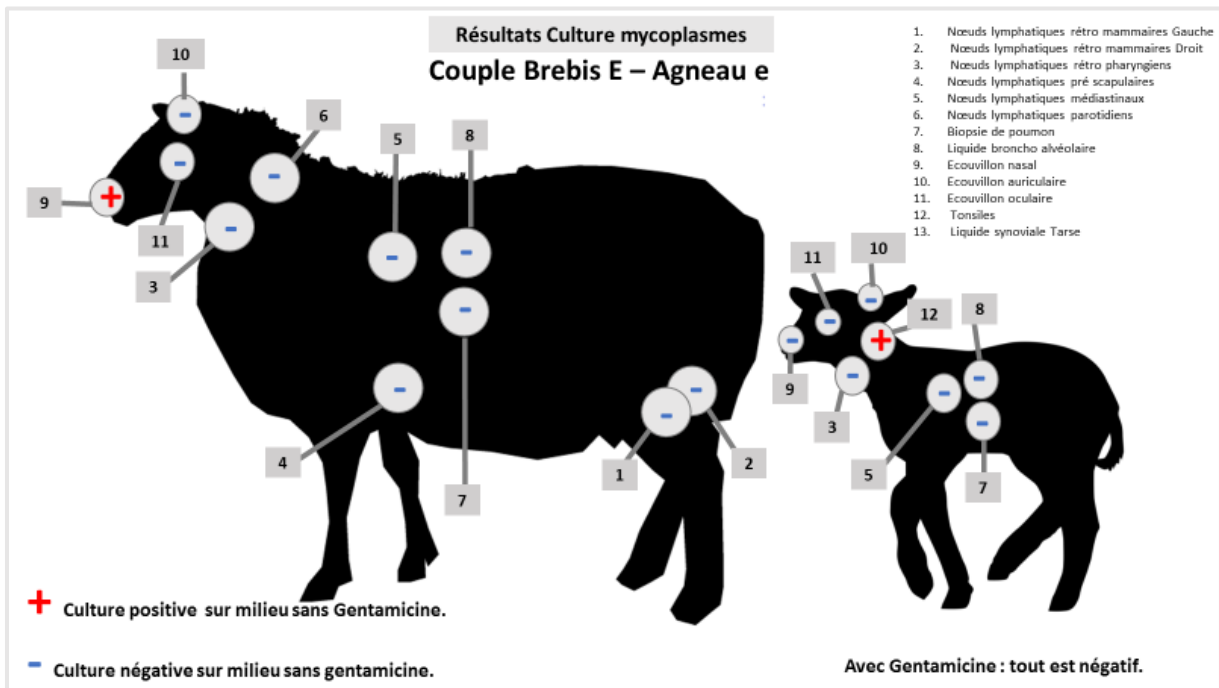 Résultats Culture mycoplasmes
Couple Brebis E – Agneau e
:
1. Nœuds lymphatiques rétro mammaires Gauche
2. Nœuds lymphatiques rétro mammaires Droit
3. Nœuds lymphatiques rétro pharyngiens
4. Nœuds lymphatiques pré scapulaires
5. Nœuds lymphatiques médiastinaux
6. Nœuds lymphatiques parotidiens
7. Biopsie de poumon
8. Liquide broncho alvéolaire
9. Ecouvillon nasal
10. Ecouvillon auriculaire
11. Ecouvillon oculaire
12. Tonsiles
13. Liquide synoviale Tarse
10
6
5
8
9
11
3
4
7
1
2
11
10
12
8
9
3
5
7
+ Culture positive sur milieu sans Gentamicine.
- Culture négative sur milieu sans gentamicine.
Avec Gentamicine : tout est négatif.